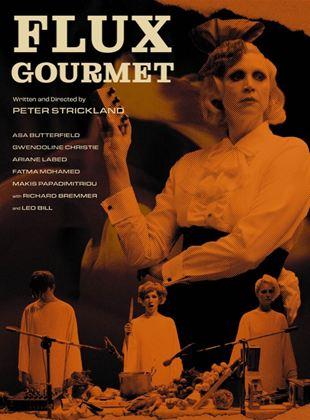 FLUX
GOURMET
Written and Directed by
PETER STRICKLAND
ASA BUTTERFIELD
GWENDOLINE CHRISTIE
ARIANE LABED
FATMA MOHAMED
MAKIS PAPADIMITRIOU
with RICHARD BREMMER
and LEO BILL